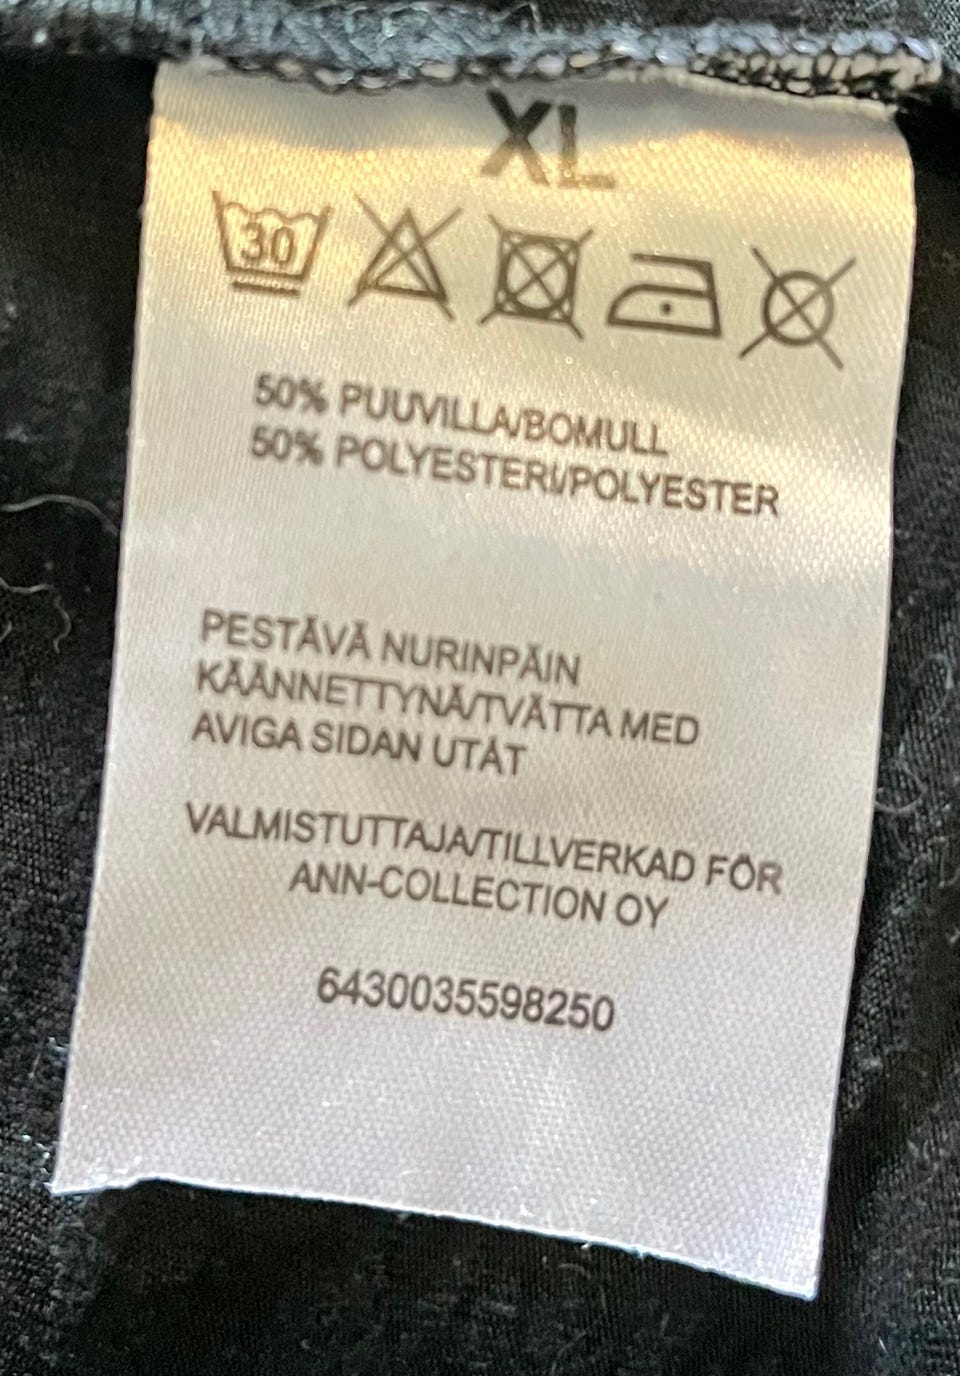 XL
30
50% PUUVILLA/BOMULL
50% POLYESTERI/POLYESTER
PESTÄVÄ NURINPÄIN
KÄÄNNETTYNÄ/TVÄTTA MED
AVIGA SIDAN UTÅT
VALMISTUTTAJA/TILLVERKAD FÖR
ANN-COLLECTION OY
6430035598250